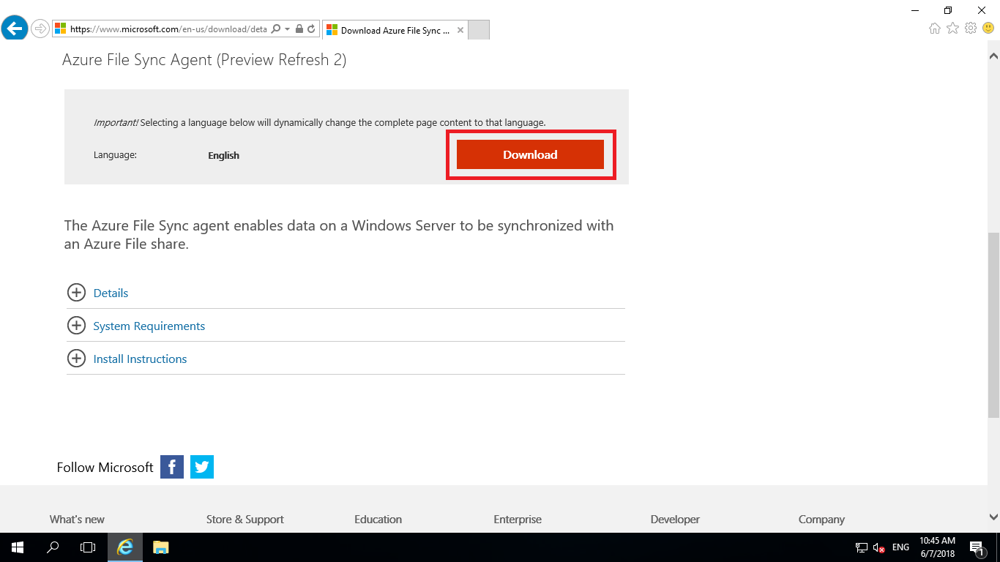 https://www.microsoft.com/en-us/download/deta
Download Azure File Sync ...
Azure File Sync Agent (Preview Refresh 2)
Important! Selecting a language below will dynamically change the complete page content to that language.
Language: English Download
The Azure File Sync agent enables data on a Windows Server to be synchronized with
an Azure File share.
Details
System Requirements
Install Instructions
Follow Microsoft f
What's new Store & Support Education Enterprise Developer Company
ENG 10:45 AM
6/7/2018 1